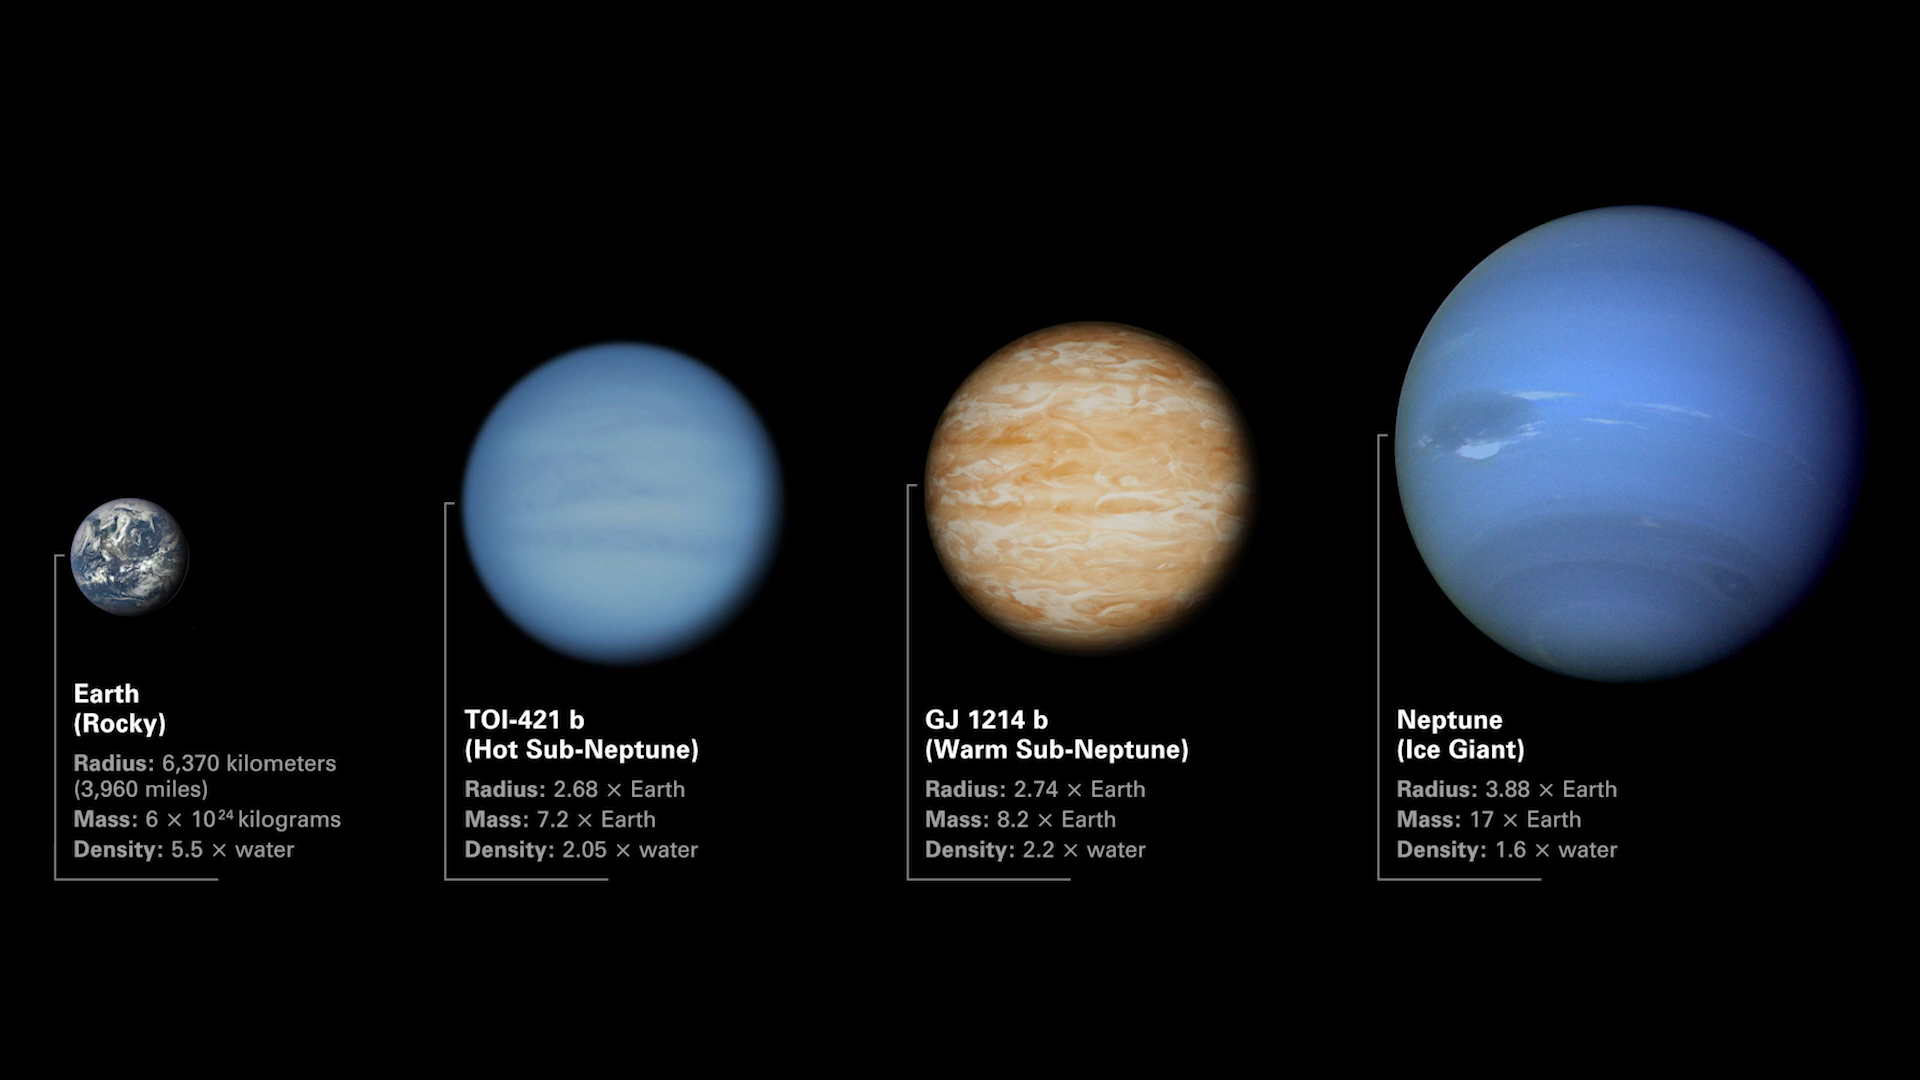 Earth
(Rocky)
Radius: 6,370 kilometers
(3,960 miles)
Mass: 6 × 10²⁴ kilograms
Density: 5.5 × water
TOI-421 b
(Hot Sub-Neptune)
Radius: 2.68 × Earth
Mass: 7.2 × Earth
Density: 2.05 × water
GJ 1214 b
(Warm Sub-Neptune)
Radius: 2.74 × Earth
Mass: 8.2 × Earth
Density: 2.2 × water
Neptune
(Ice Giant)
Radius: 3.88 × Earth
Mass: 17 × Earth
Density: 1.6 × water